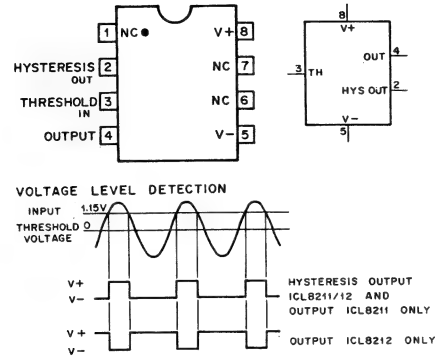 1 NC V+ 8
HYSTERESIS 2 NC 7
OUT
THRESHOLD 3 NC 6
IN
OUTPUT 4 V- 5
8
V+
OUT 4
3 TH
HYS OUT 2
V-
5
VOLTAGE LEVEL DETECTION
INPUT 1.15V
THRESHOLD 0
VOLTAGE
V+
V-
HYSTERESIS OUTPUT
ICL8211/12 AND
OUTPUT ICL8211 ONLY
V+
V-
OUTPUT ICL8212 ONLY